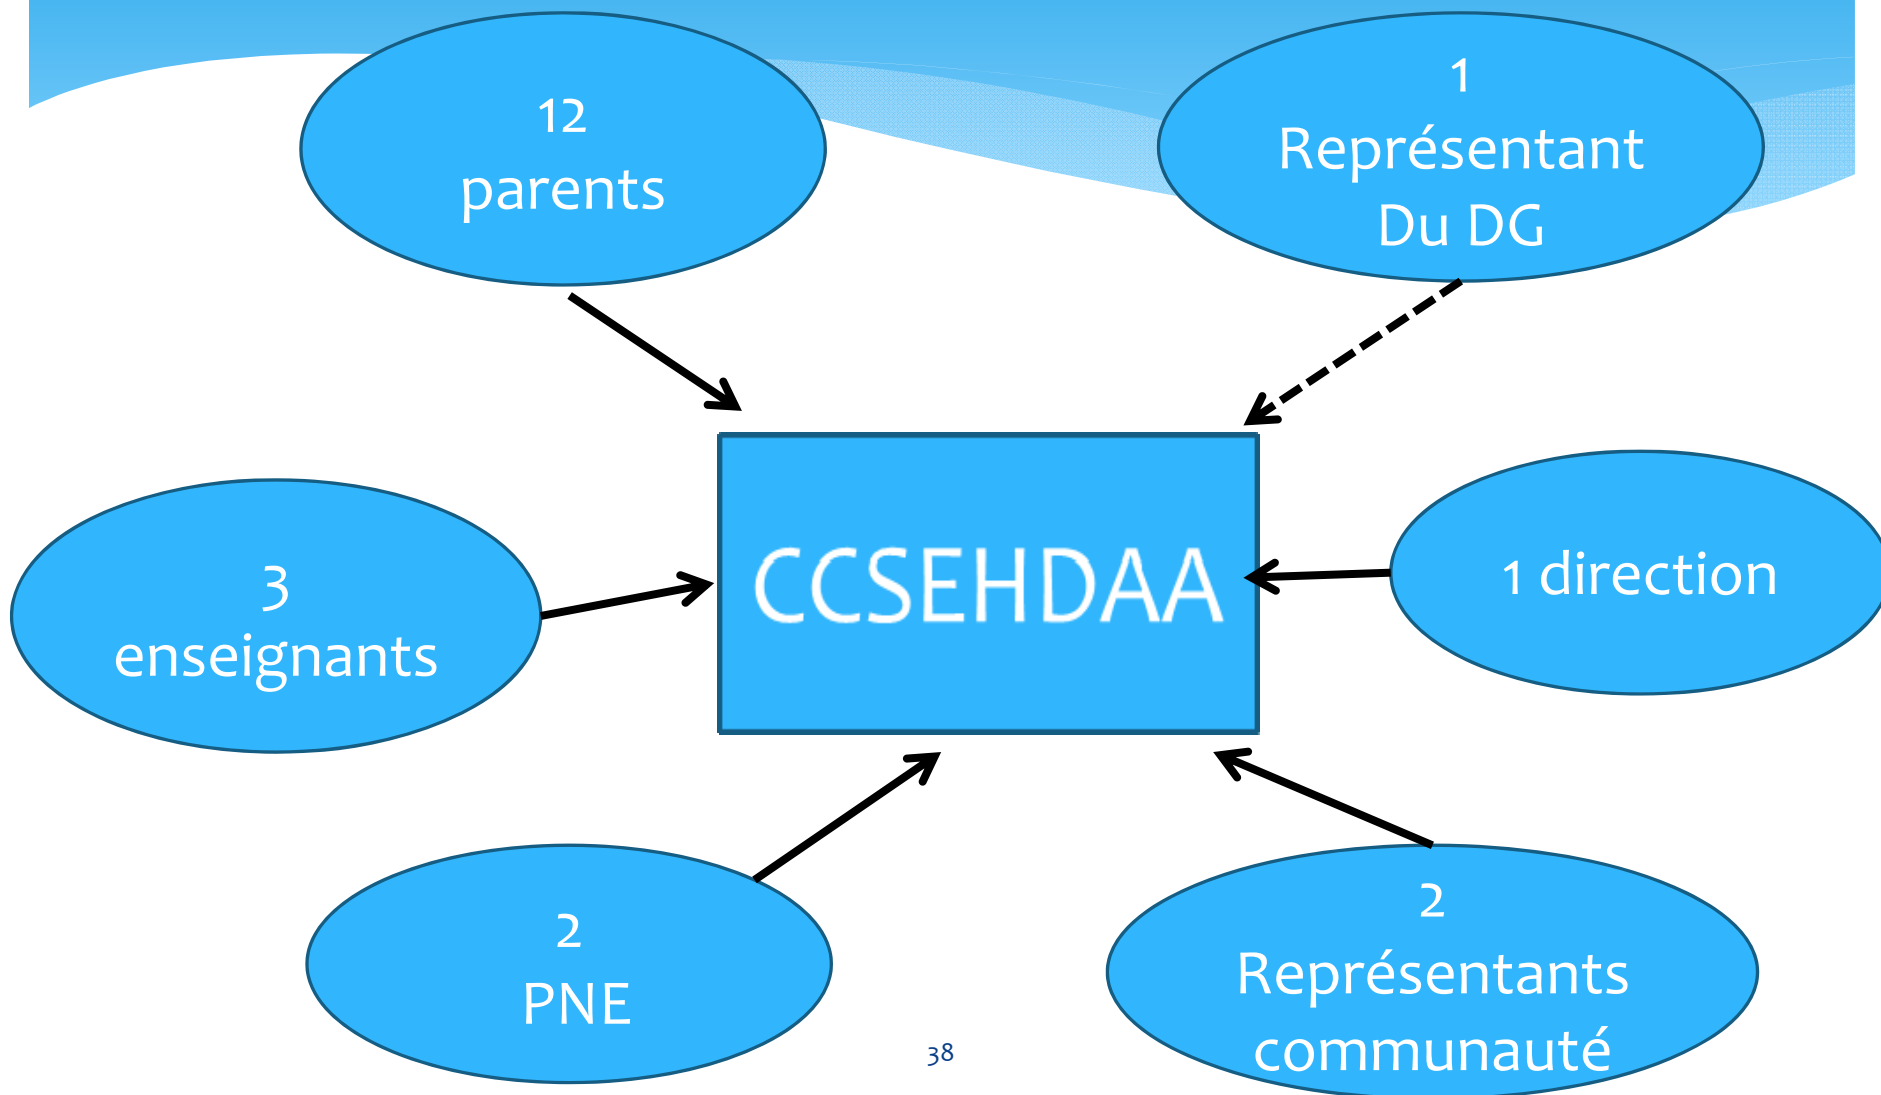 12
parents
1
Représentant
Du DG
CCSEHDAA
1 direction
3
enseignants
2
PNE
2
Représentants
communauté
38